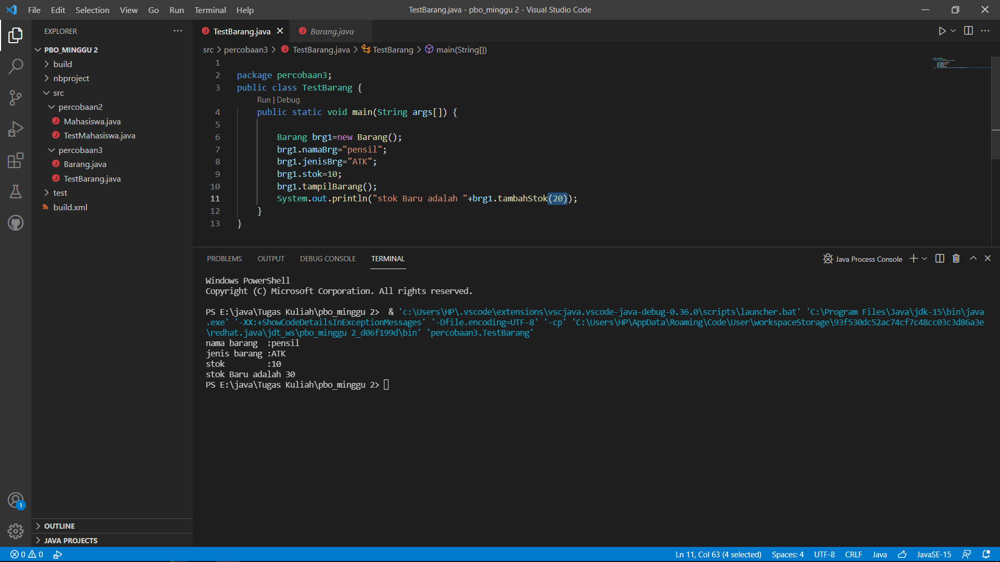 File Edit Selection View Go Run Terminal Help
TestBarang.java - pbo_minggu 2 - Visual Studio Code
EXPLORER
PBO_MINGGU 2
build
nbproject
src
percobaan2
Mahasiswa.java
TestMahasiswa.java
percobaan3
Barang.java
TestBarang.java
test
build.xml
OUTLINE
JAVA PROJECTS
1
TestBarang.java
Barang.java
src > percobaan3 > TestBarang.java > TestBarang > main(String[])
1
2 package percobaan3;
3 public class TestBarang {
Run | Debug
4 public static void main(String args[]) {
5
6 Barang brg1=new Barang();
7 brg1.namaBrg="pensil";
8 brg1.jenisBrg="ATK";
9 brg1.stok=10;
10 brg1.tampilBarang();
11 System.out.println("stok Baru adalah "+brg1.tambahStok(20));
12 }
13 }
PROBLEMS OUTPUT DEBUG CONSOLE TERMINAL
Java Process Console
Windows PowerShell
Copyright (C) Microsoft Corporation. All rights reserved.
PS E:\java\Tugas Kuliah\pbo_minggu 2>  & 'c:\Users\HP\.vscode\extensions\vscjava.vscode-java-debug-0.36.0\scripts\launcher.bat' 'C:\Program Files\Java\jdk-15\bin\java
.exe' '-XX:+ShowCodeDetailsInExceptionMessages' '-Dfile.encoding=UTF-8' '-cp' 'C:\Users\HP\AppData\Roaming\Code\User\workspaceStorage\93f530dc52ac74cf7c48cc03c3d86a3e
\redhat.java\jdt_ws\pbo_minggu 2_d06f199d\bin' 'percobaan3.TestBarang'
nama barang  :pensil
jenis barang :ATK
stok         :10
stok Baru adalah 30
PS E:\java\Tugas Kuliah\pbo_minggu 2>
0 0
Ln 11, Col 63 (4 selected) Spaces: 4 UTF-8 CRLF Java JavaSE-15